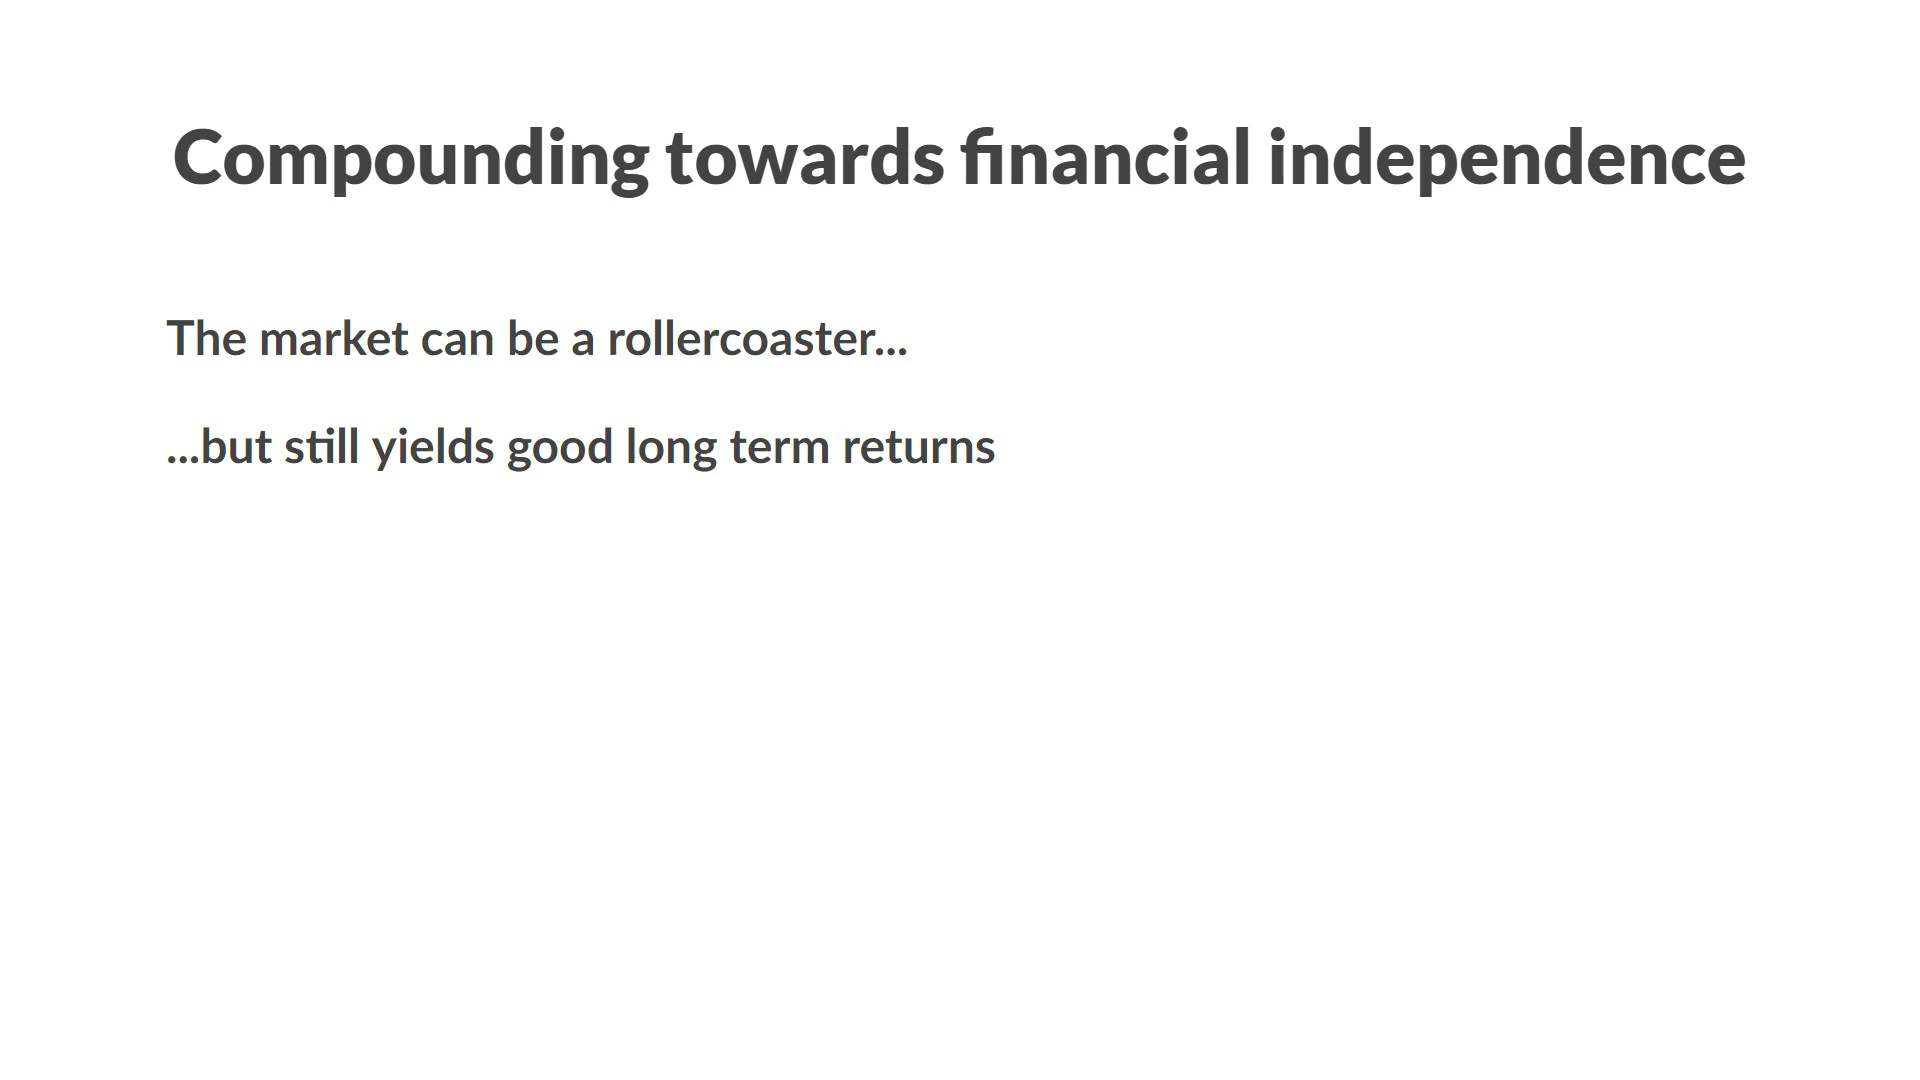 Compounding towards financial independence
The market can be a rollercoaster...
...but still yields good long term returns